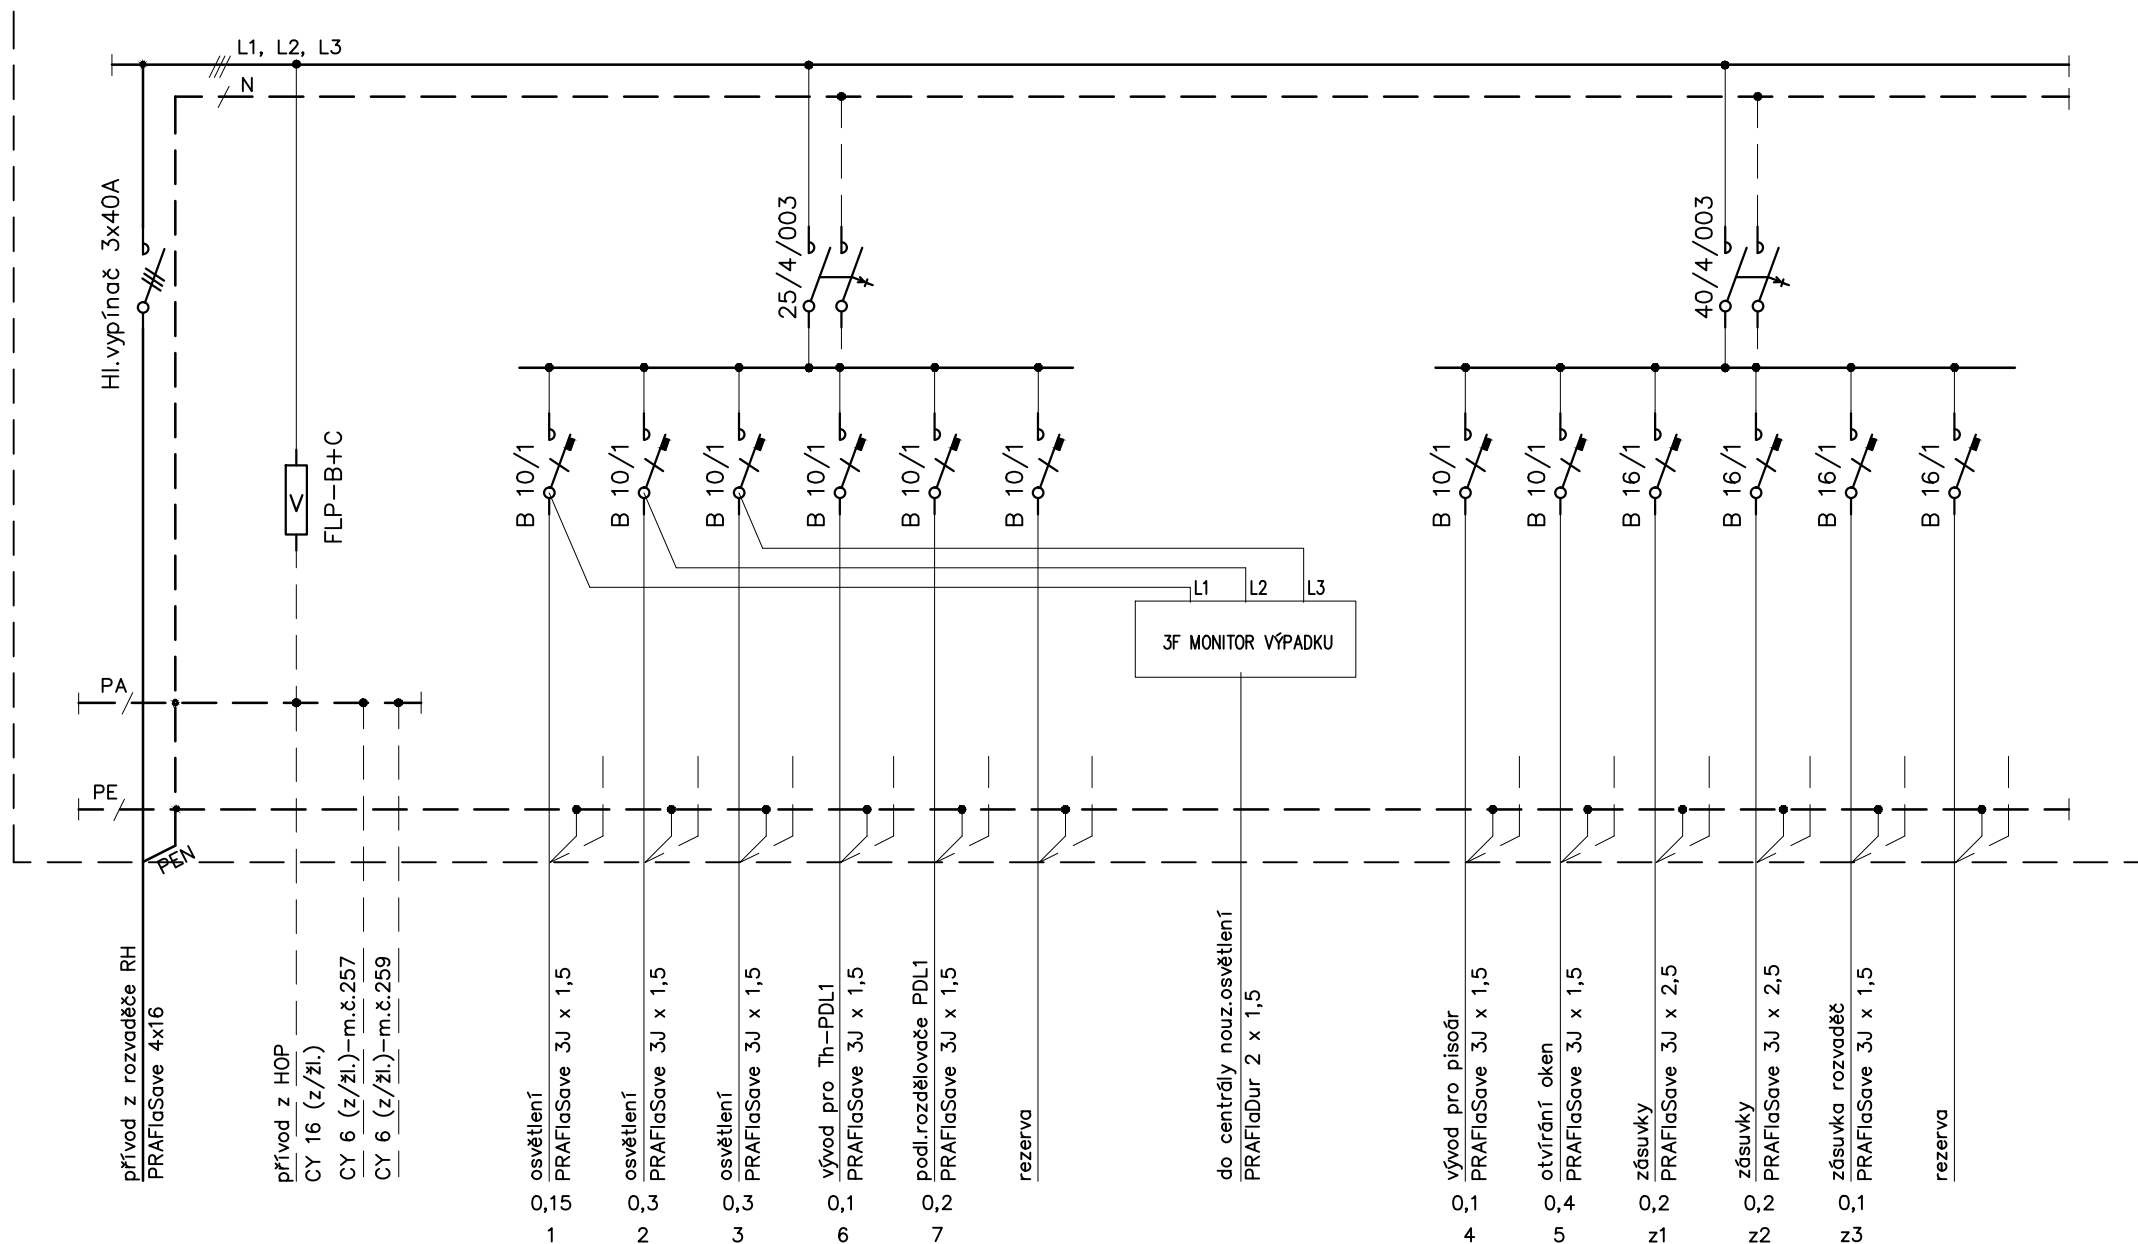 L1, L2, L3
N
Hl.vypínač 3x40A
25/4/003
40/4/003
FLP-B+C
V
B 10/1
B 10/1
B 10/1
B 10/1
B 10/1
B 10/1
B 10/1
B 10/1
B 16/1
B 16/1
B 16/1
B 16/1
L1
L2
L3
3F MONITOR VÝPADKU
PA
PE
PEN
přívod z rozvaděče RH
PRAFlaSave 4x16
přívod z HOP
CY 16 (z/žl.)
CY 6 (z/žl.)-m.č.257
CY 6 (z/žl.)-m.č.259
osvětlení
PRAFlaSave 3J x 1,5
osvětlení
PRAFlaSave 3J x 1,5
osvětlení
PRAFlaSave 3J x 1,5
vývod pro Th-PDL1
PRAFlaSave 3J x 1,5
podl.rozdělovače PDL1
PRAFlaSave 3J x 1,5
rezerva
do centrály nouz.osvětlení
PRAFlaDur 2 x 1,5
vývod pro pisoár
PRAFlaSave 3J x 1,5
otvírání oken
PRAFlaSave 3J x 1,5
zásuvky
PRAFlaSave 3J x 2,5
zásuvky
PRAFlaSave 3J x 2,5
zásuvka rozvaděč
PRAFlaSave 3J x 1,5
rezerva
0,15 0,3 0,3 0,1 0,2 0,1 0,4 0,2 0,2 0,1
1 2 3 6 7 4 5 z1 z2 z3